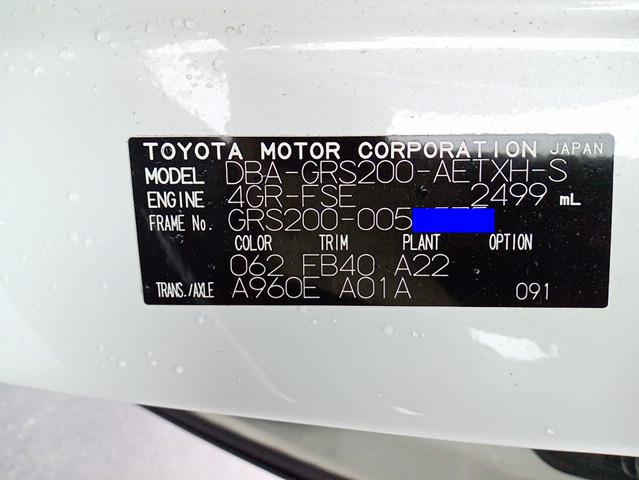 TOYOTA MOTOR CORPORATION JAPAN
MODEL DBA-GRS200-AETXH-S
ENGINE 4GR-FSE 2499 mL
FRAME No. GRS200-005
COLOR TRIM PLANT OPTION
062 FB40 A22
TRANS./AXLE A960E A01A 091